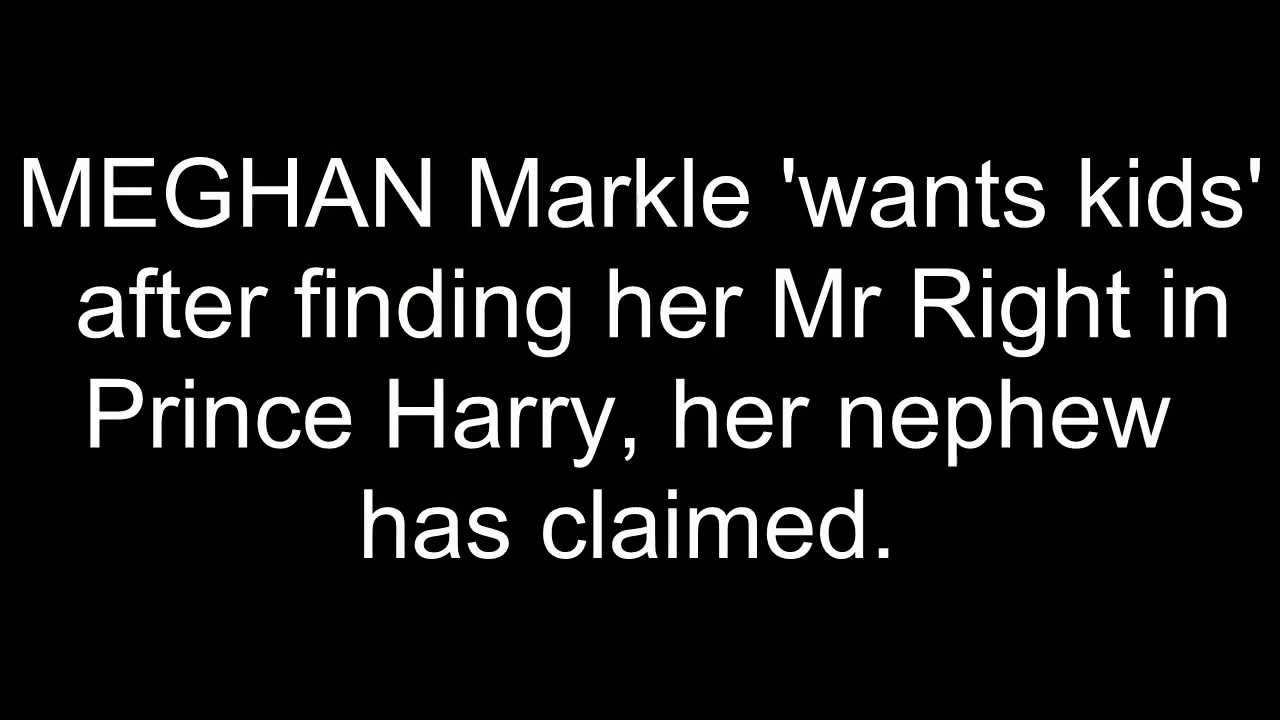 MEGHAN Markle 'wants kids'
after finding her Mr Right in
Prince Harry, her nephew
has claimed.